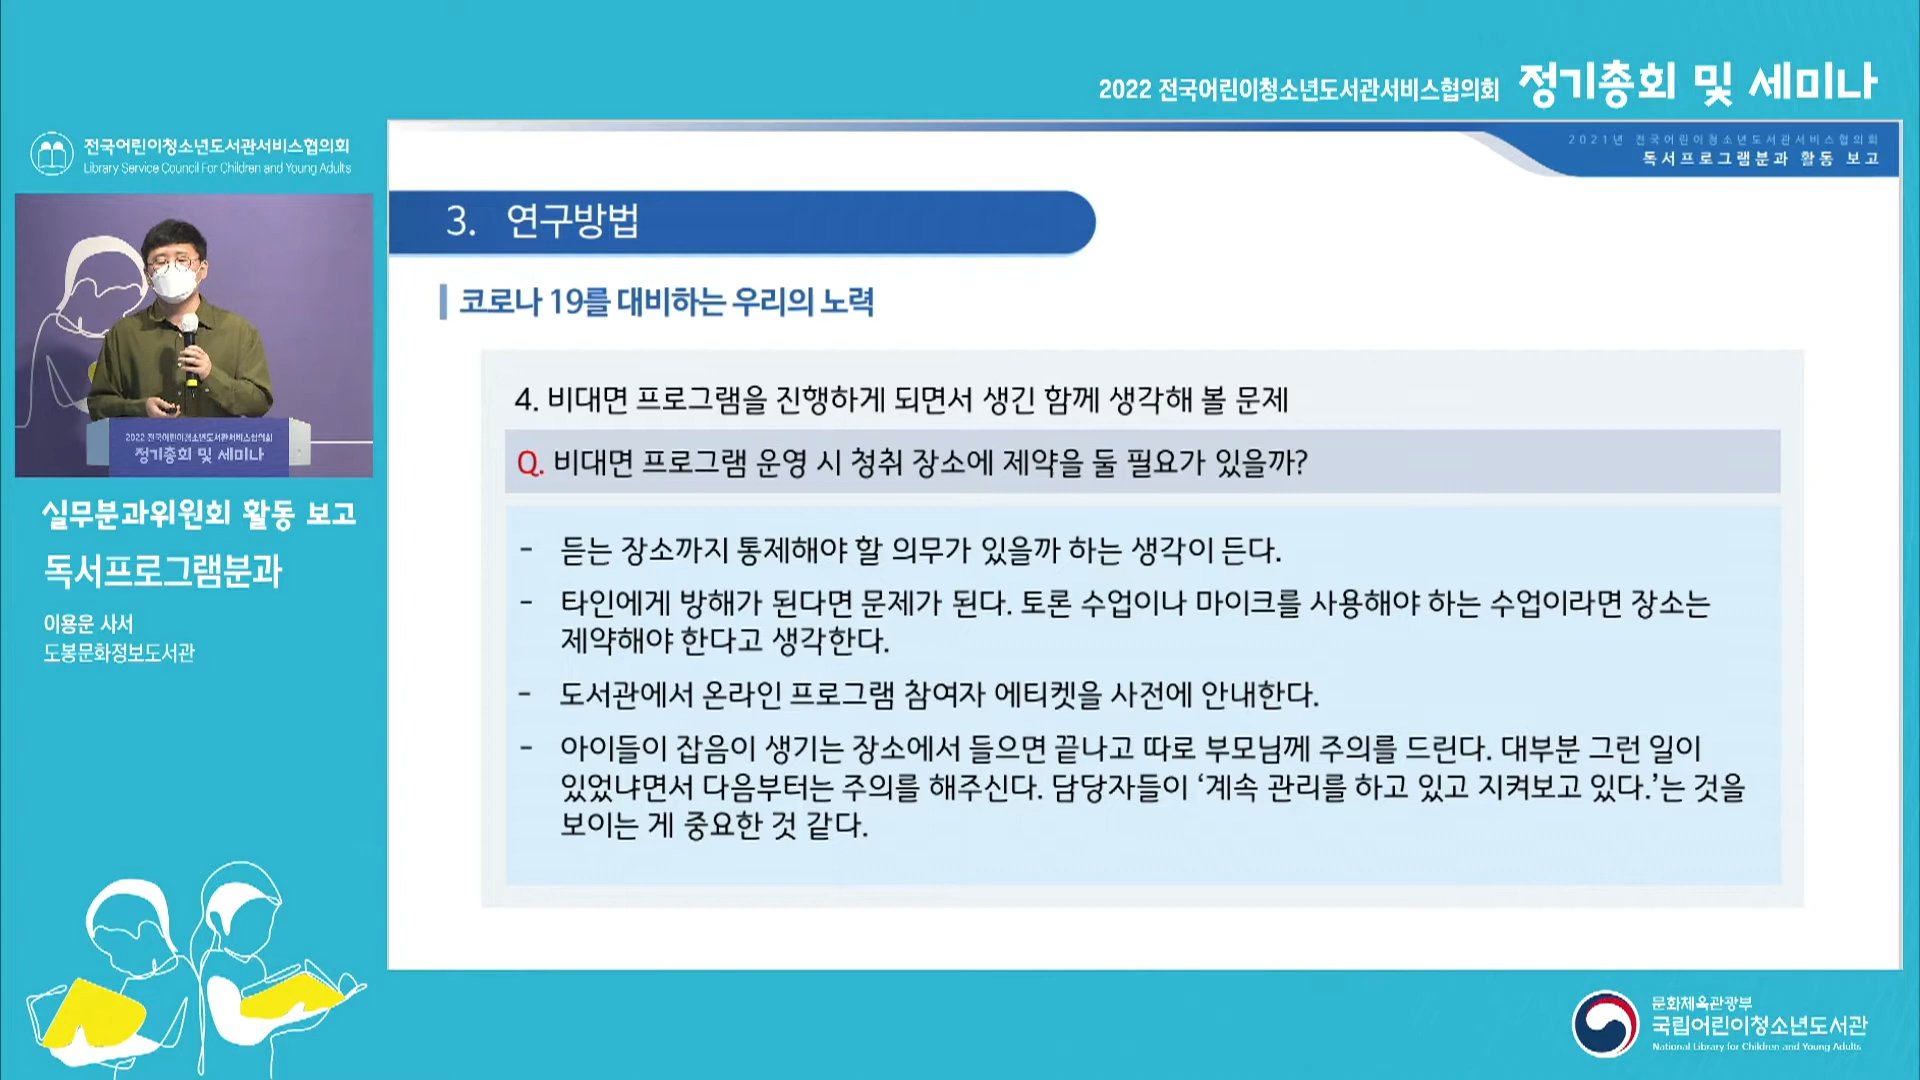 2022 전국어린이청소년도서관서비스협의회 정기총회 및 세미나
전국어린이청소년도서관서비스협의회
Library Service Council For Children and Young Adults
2022 전국어린이청소년도서관서비스협의회
정기총회 및 세미나
실무분과위원회 활동 보고
독서프로그램분과
이용운 사서
도봉문화정보도서관
2021년 전국어린이청소년도서관서비스협의회
독서프로그램분과 활동 보고
3. 연구방법
코로나 19를 대비하는 우리의 노력
4. 비대면 프로그램을 진행하게 되면서 생긴 함께 생각해 볼 문제
Q. 비대면 프로그램 운영 시 청취 장소에 제약을 둘 필요가 있을까?
- 듣는 장소까지 통제해야 할 의무가 있을까 하는 생각이 든다.
- 타인에게 방해가 된다면 문제가 된다. 토론 수업이나 마이크를 사용해야 하는 수업이라면 장소는
제약해야 한다고 생각한다.
- 도서관에서 온라인 프로그램 참여자 에티켓을 사전에 안내한다.
- 아이들이 잡음이 생기는 장소에서 들으면 끝나고 따로 부모님께 주의를 드린다. 대부분 그런 일이
있었냐면서 다음부터는 주의를 해주신다. 담당자들이 ‘계속 관리를 하고 있고 지켜보고 있다.’는 것을
보이는 게 중요한 것 같다.
문화체육관광부
국립어린이청소년도서관
National Library for Children and Young Adults